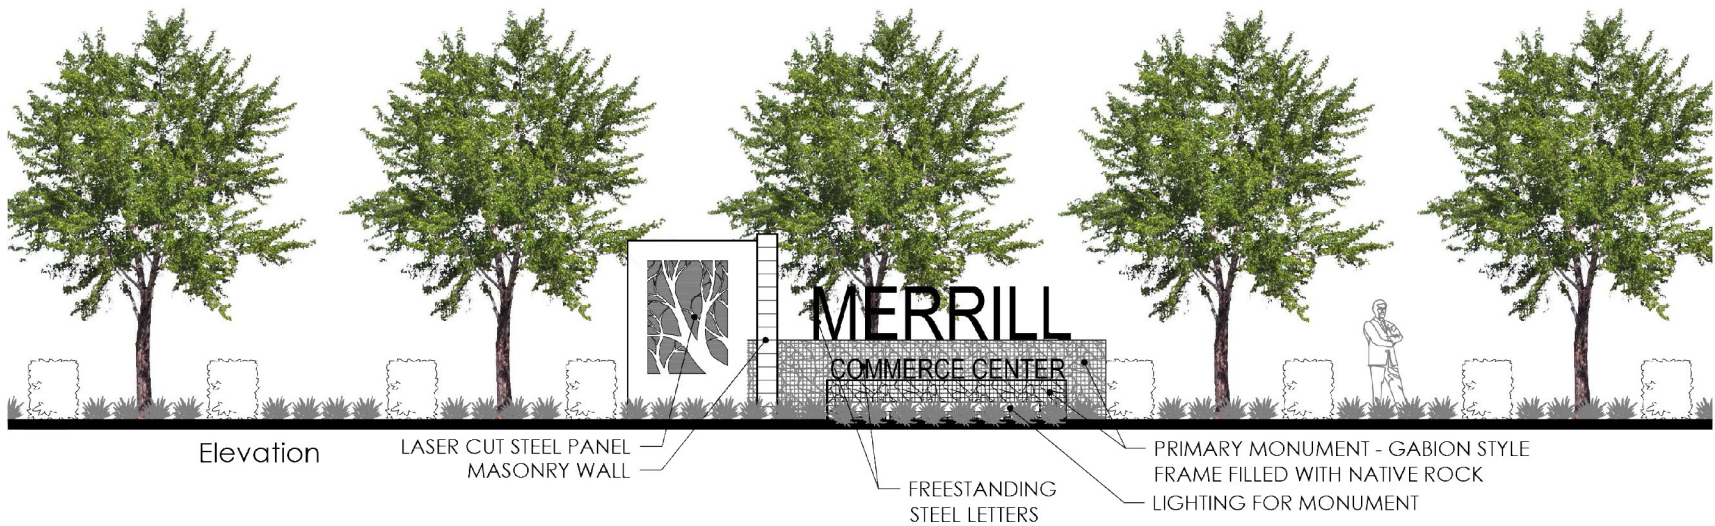 MERRILL
COMMERCE CENTER
Elevation
LASER CUT STEEL PANEL
MASONRY WALL
FREESTANDING
STEEL LETTERS
PRIMARY MONUMENT - GABION STYLE
FRAME FILLED WITH NATIVE ROCK
LIGHTING FOR MONUMENT